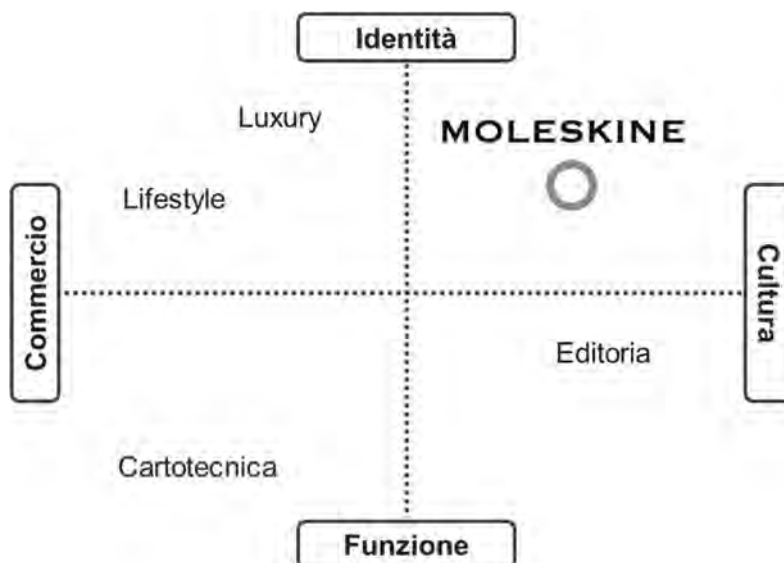 Identità
Luxury
MOLESKINE
Lifestyle
Commercio
Cultura
Editoria
Cartotecnica
Funzione